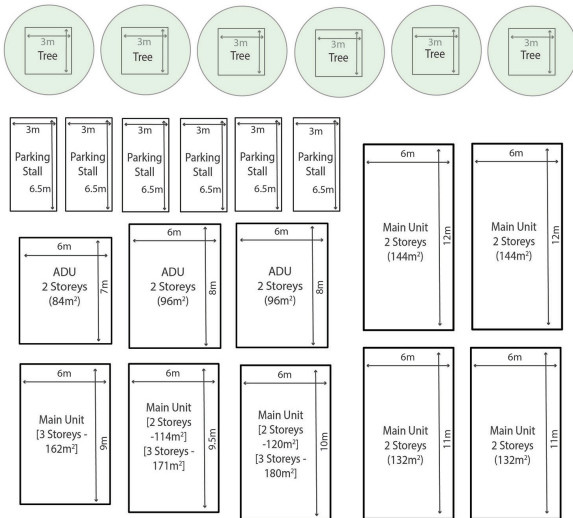 3m
Tree
3m
Tree
3m
Tree
3m
Tree
3m
Tree
3m
Tree
3m
Parking
Stall
6.5m
3m
Parking
Stall
6.5m
3m
Parking
Stall
6.5m
3m
Parking
Stall
6.5m
3m
Parking
Stall
6.5m
3m
Parking
Stall
6.5m
6m
Main Unit
2 Storeys
(144m²)
12m
6m
Main Unit
2 Storeys
(144m²)
12m
6m
ADU
2 Storeys
(84m²)
7m
6m
ADU
2 Storeys
(96m²)
8m
6m
ADU
2 Storeys
(96m²)
8m
6m
Main Unit
[3 Storeys -
162m²]
9m
6m
Main Unit
[2 Storeys
-114m²]
[3 Storeys -
171m²]
9.5m
6m
Main Unit
[2 Storeys
-120m²]
[3 Storeys -
180m²]
10m
6m
Main Unit
2 Storeys
(132m²)
11m
6m
Main Unit
2 Storeys
(132m²)
11m